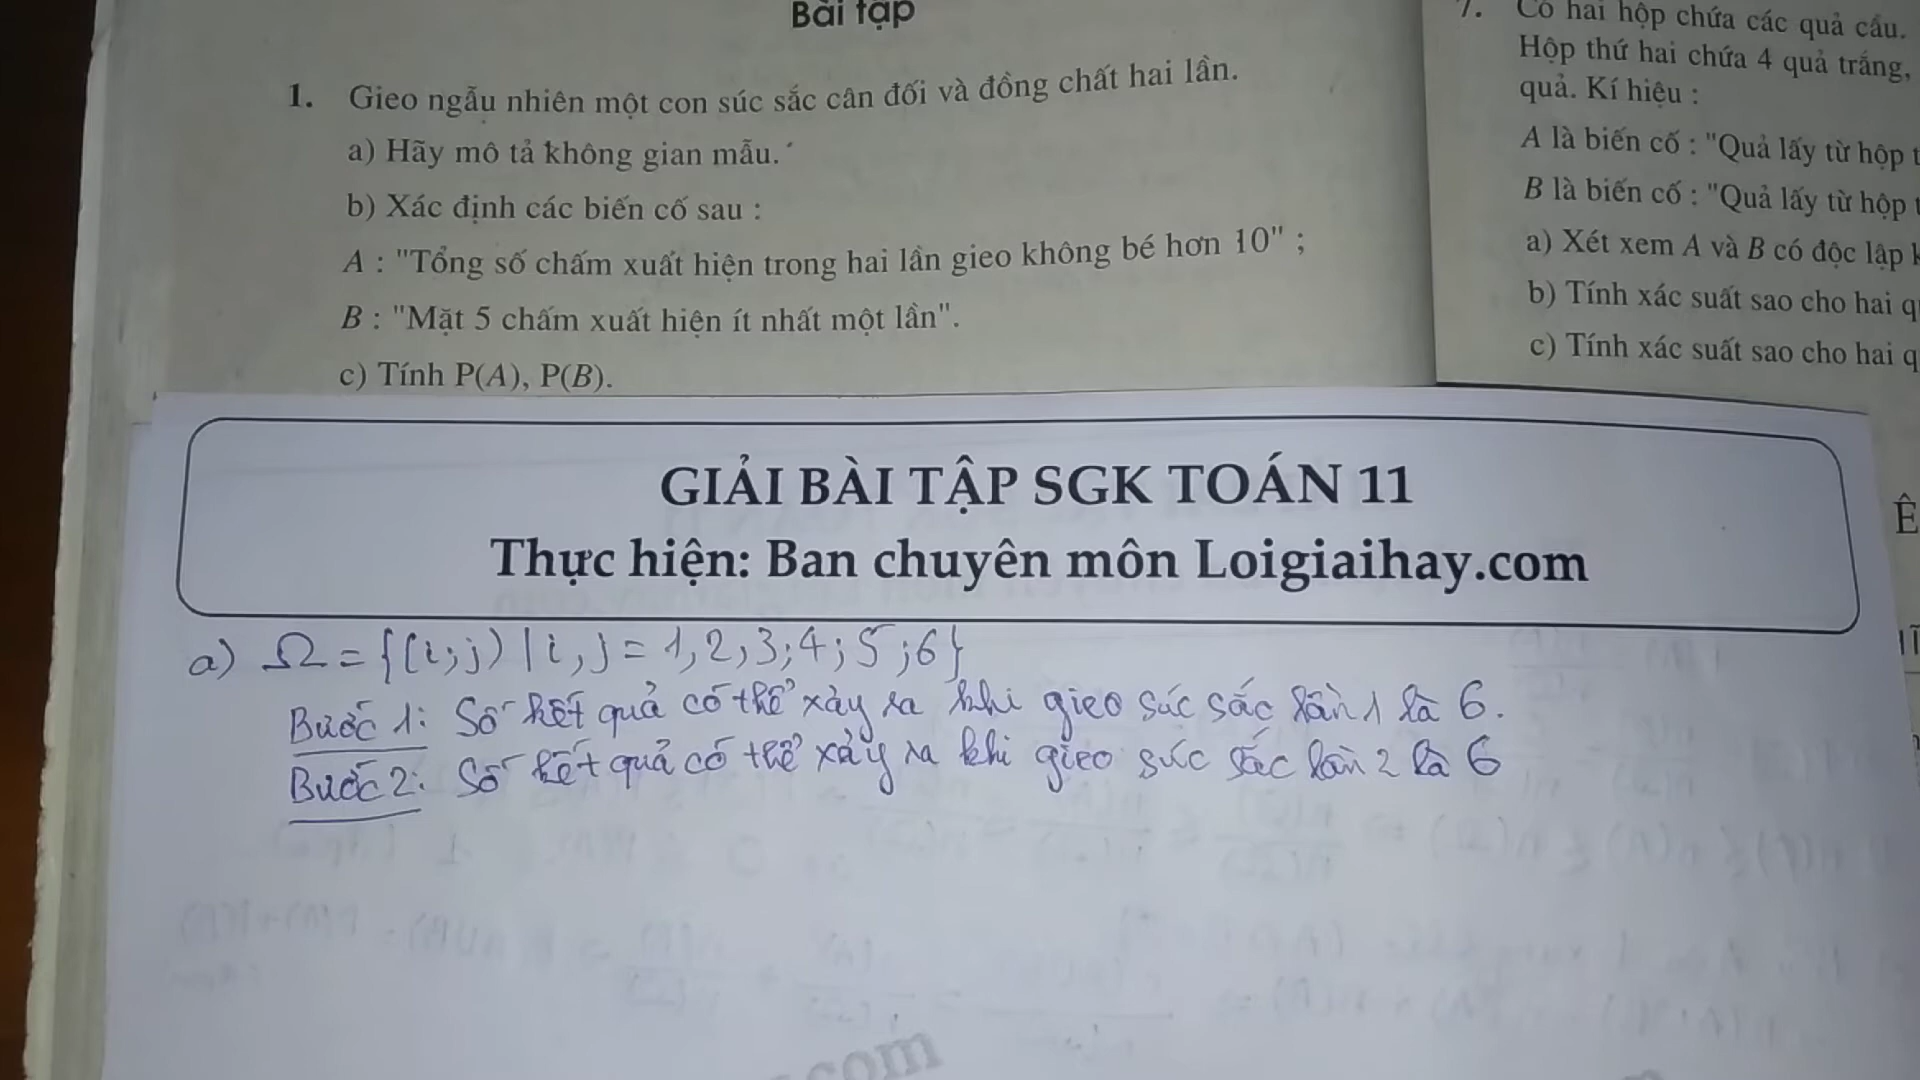 Bài tập
1. Gieo ngẫu nhiên một con súc sắc cân đối và đồng chất hai lần.
a) Hãy mô tả không gian mẫu.
b) Xác định các biến cố sau :
A : "Tổng số chấm xuất hiện trong hai lần gieo không bé hơn 10" ;
B : "Mặt 5 chấm xuất hiện ít nhất một lần".
c) Tính P(A), P(B).
7. Có hai hộp chứa các quả cầu.
Hộp thứ hai chứa 4 quả trắng,
quả. Kí hiệu :
A là biến cố : "Quả lấy từ hộp
B là biến cố : "Quả lấy từ hộp
a) Xét xem A và B có độc lập
b) Tính xác suất sao cho hai
c) Tính xác suất sao cho hai
GIẢI BÀI TẬP SGK TOÁN 11
Thực hiện: Ban chuyên môn Loigiaihay.com
a) Ω = {(i;j) | i, j = 1,2,3;4;5;6}
Bước 1: Số kết quả có thể xảy ra khi gieo súc sắc lần 1 là 6.
Bước 2: Số kết quả có thể xảy ra khi gieo súc sắc lần 2 là 6
.com